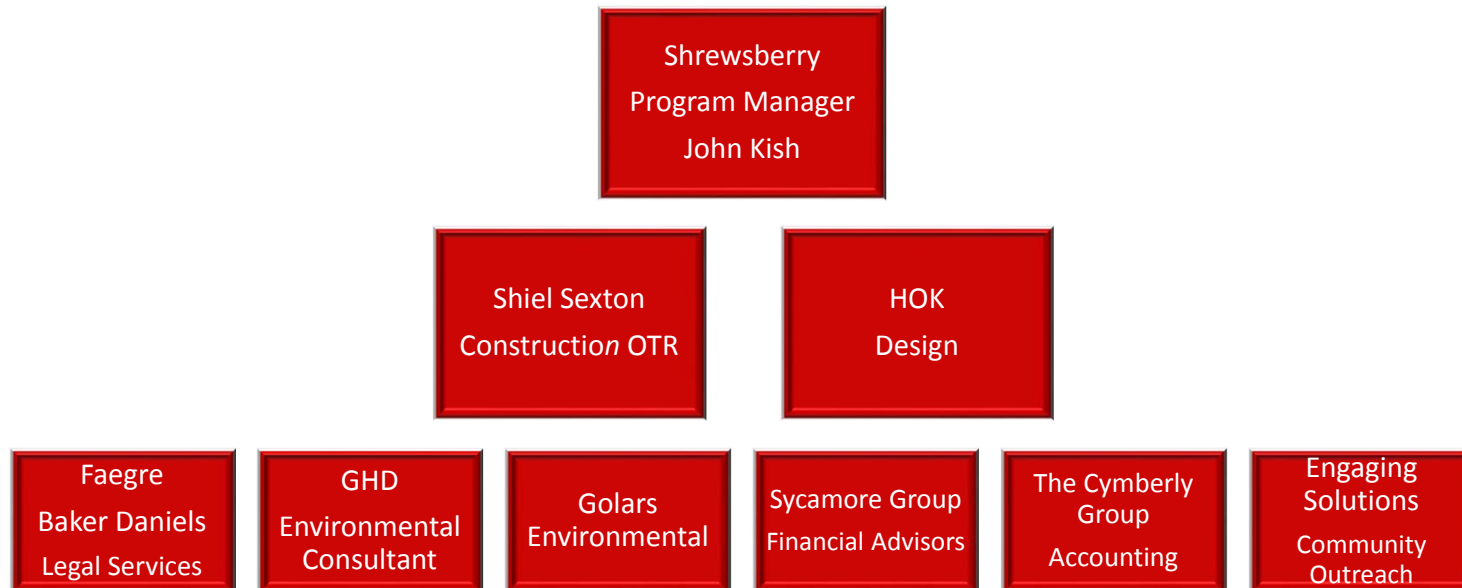 Shrewsberry
Program Manager
John Kish
Shiel Sexton
Construction OTR
HOK
Design
Faegre
Baker Daniels
Legal Services
GHD
Environmental
Consultant
Golars
Environmental
Sycamore Group
Financial Advisors
The Cymberly
Group
Accounting
Engaging
Solutions
Community
Outreach